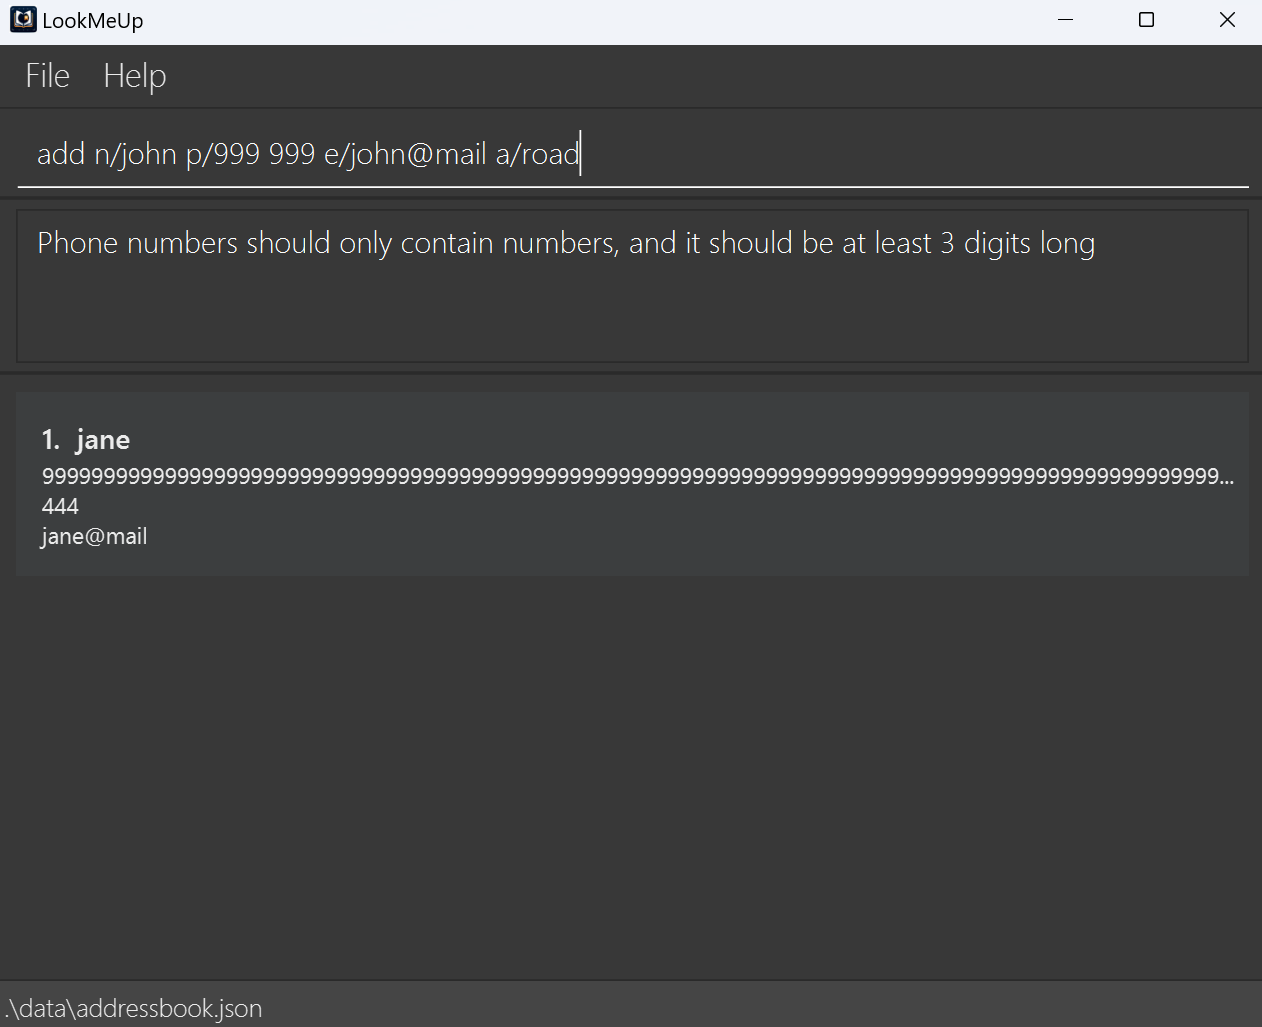 LookMeUp
File Help
add n/john p/999 999 e/john@mail a/road
Phone numbers should only contain numbers, and it should be at least 3 digits long
1. jane
9999999999999999999999999999999999999999999999999999999999999999999999999999999999999999999999999...
444
jane@mail
.\data\addressbook.json